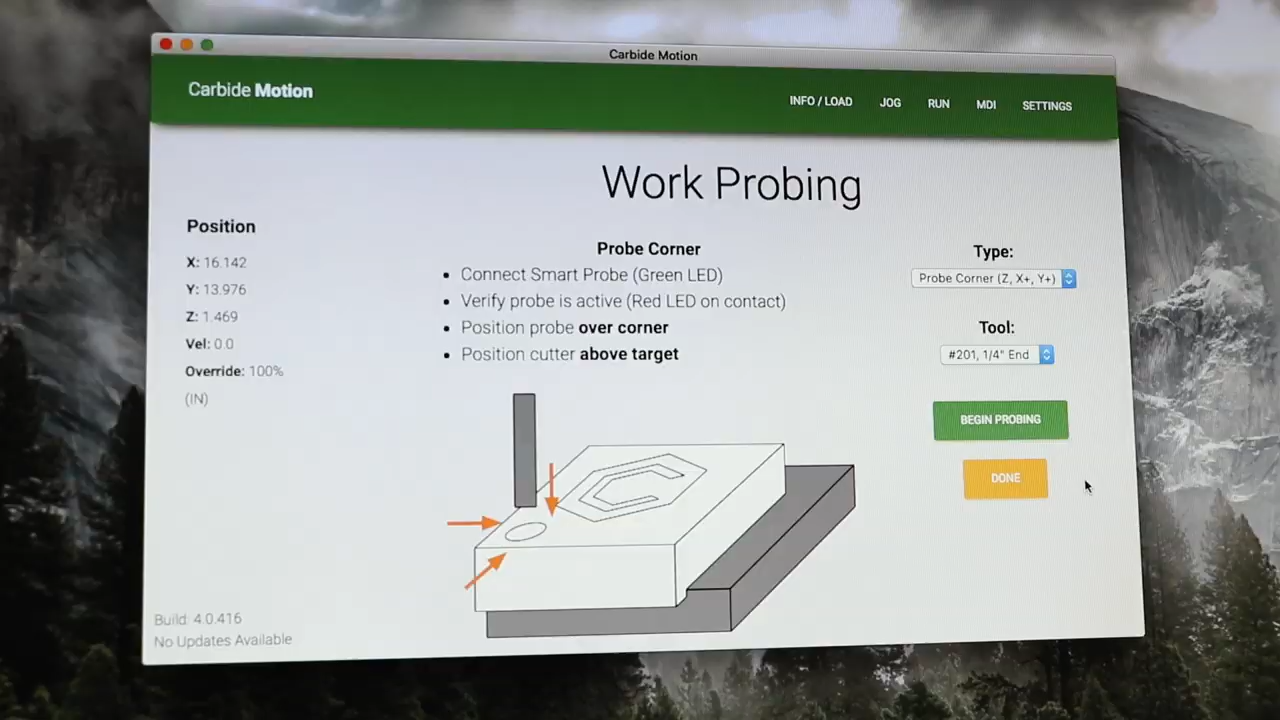 Carbide Motion
Carbide Motion
INFO / LOAD JOG RUN MDI SETTINGS
Work Probing
Position
X: 16.142
Y: 13.976
Z: 1.469
Vel: 0.0
Override: 100%
(IN)
Probe Corner
Connect Smart Probe (Green LED)
Verify probe is active (Red LED on contact)
Position probe over corner
Position cutter above target
Type:
Probe Corner (Z, X+, Y+)
Tool:
#201, 1/4" End
BEGIN PROBING
DONE
Build: 4.0.416
No Updates Available